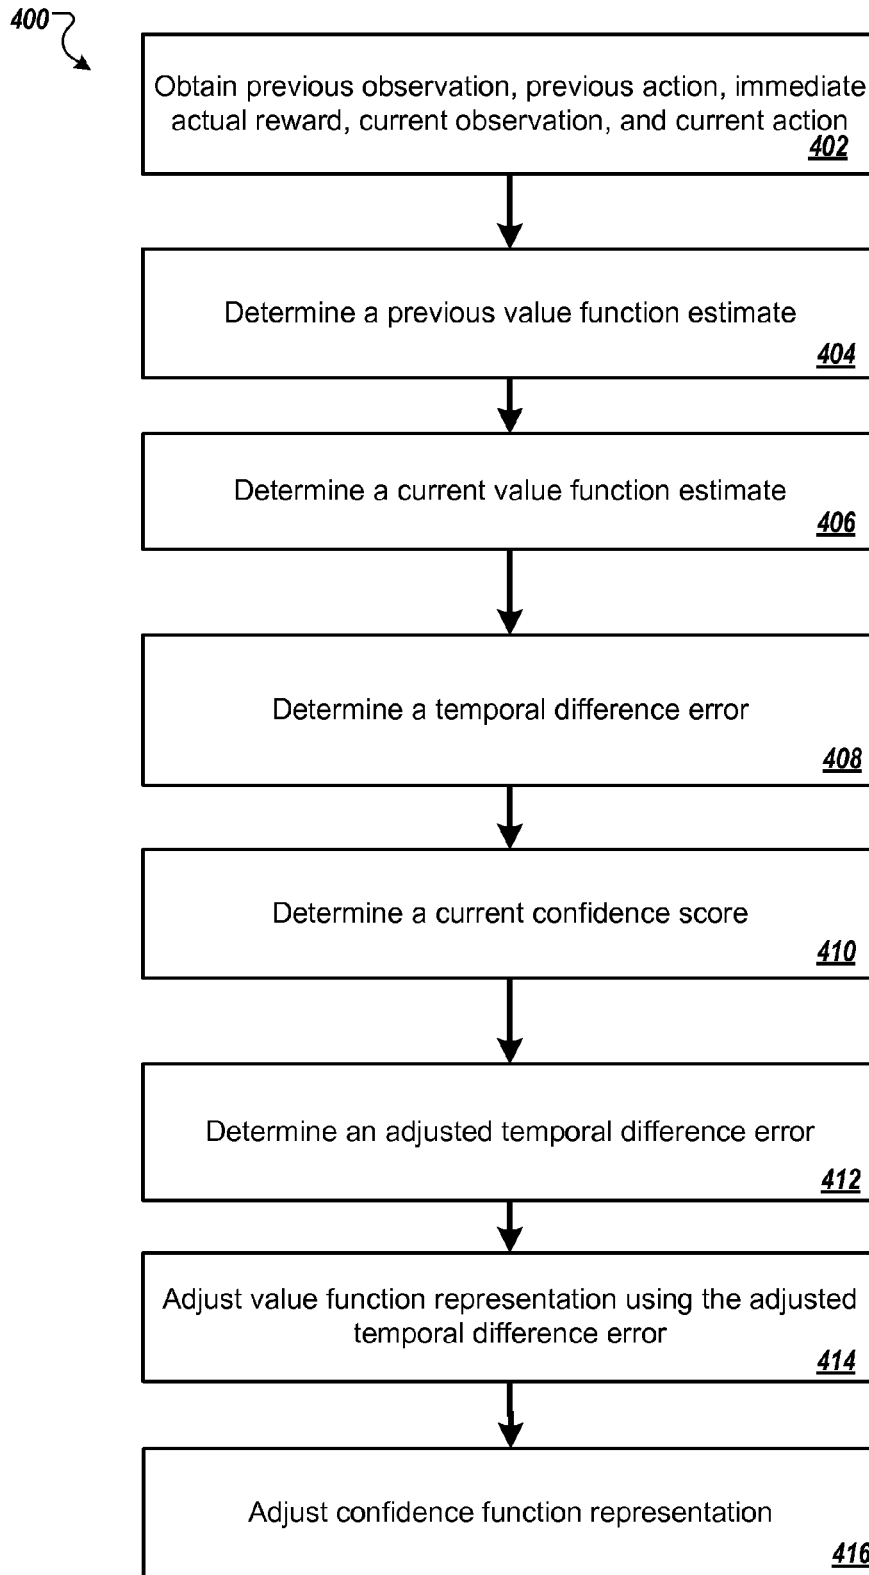 400
Obtain previous observation, previous action, immediate
actual reward, current observation, and current action
402
Determine a previous value function estimate
404
Determine a current value function estimate
406
Determine a temporal difference error
408
Determine a current confidence score
410
Determine an adjusted temporal difference error
412
Adjust value function representation using the adjusted
temporal difference error
414
Adjust confidence function representation
416